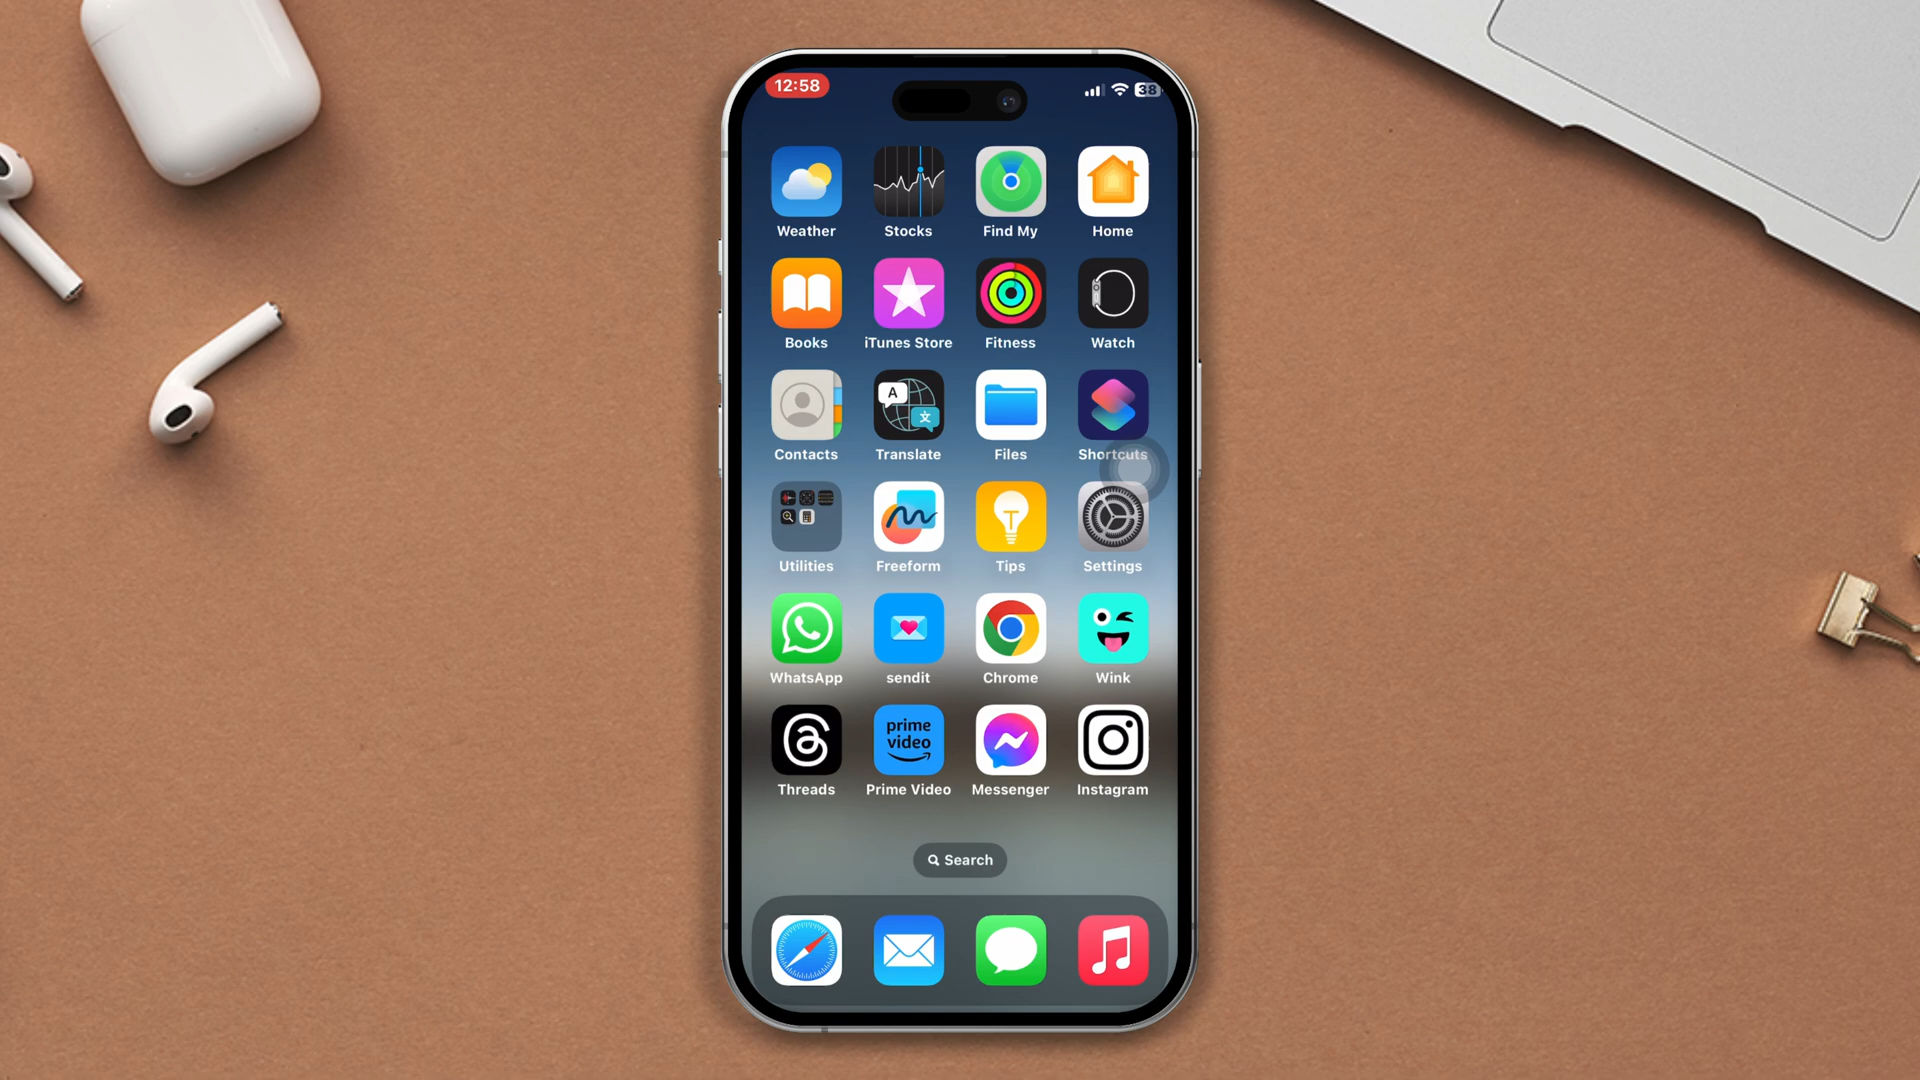 12:58
38
Weather Stocks Find My Home
Books iTunes Store Fitness Watch
A 文
Contacts Translate Files Shortcuts
Utilities Freeform Tips Settings
WhatsApp sendit Chrome Wink
prime
video
Threads Prime Video Messenger Instagram
Search